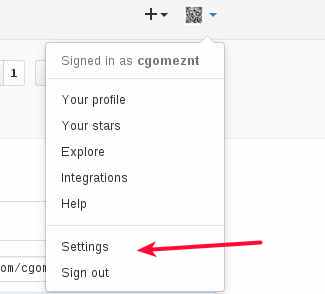 Signed in as cgomeznt
1
Your profile
Your stars
Explore
Integrations
Help
Settings
om/cgom
Sign out